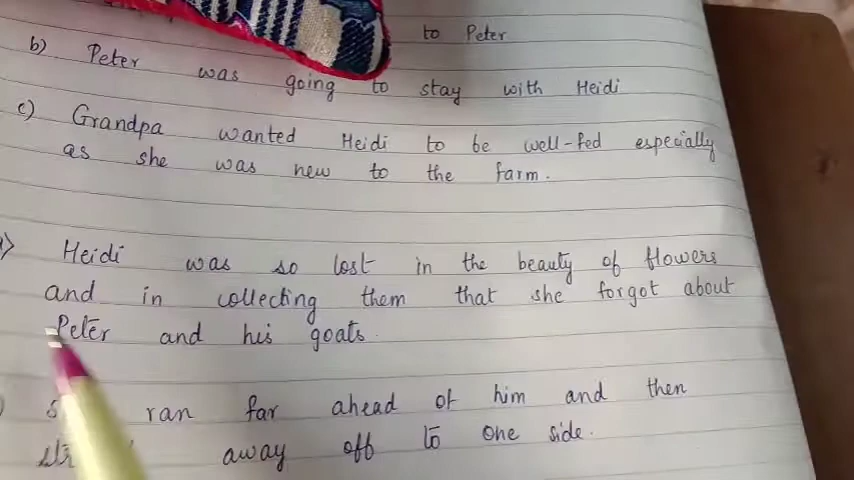 to Peter
b) Peter was going to stay with Heidi
c) Grandpa wanted Heidi to be well-fed especially
as she was new to the farm.
Heidi was so lost in the beauty of flowers
and in collecting them that she forgot about
Peter and his goats.
ran far ahead of him and then
away off to one side.